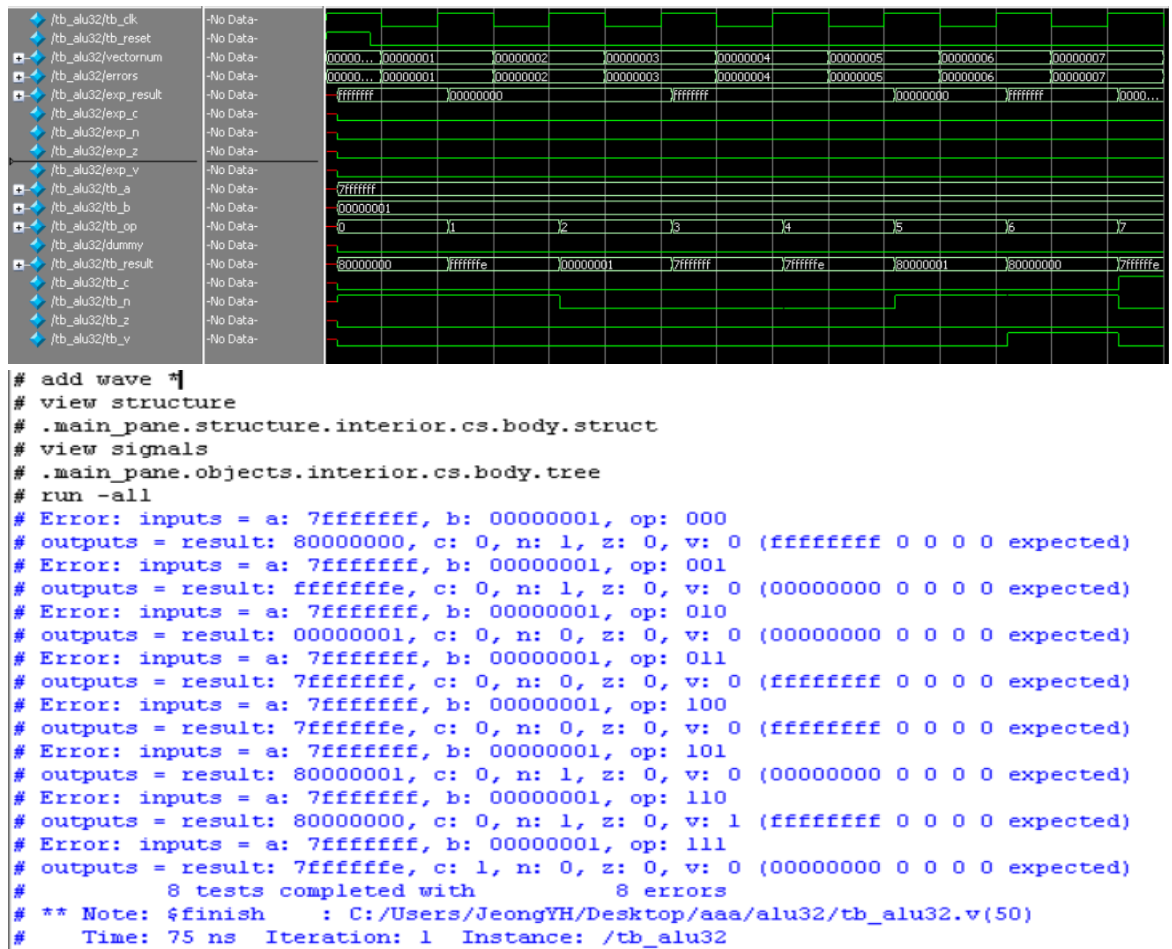 /tb_alu32/tb_clk -No Data-
/tb_alu32/tb_reset -No Data-
/tb_alu32/vectornum -No Data- 00000... 00000001 00000002 00000003 00000004 00000005 00000006 00000007
/tb_alu32/errors -No Data- 00000... 00000001 00000002 00000003 00000004 00000005 00000006 00000007
/tb_alu32/exp_result -No Data- ffffffff 00000000 ffffffff 00000000 ffffffff 0000...
/tb_alu32/exp_c -No Data-
/tb_alu32/exp_n -No Data-
/tb_alu32/exp_z -No Data-
/tb_alu32/exp_v -No Data-
/tb_alu32/tb_a -No Data- 7fffffff
/tb_alu32/tb_b -No Data- 00000001
/tb_alu32/tb_op -No Data- 0 1 2 3 4 5 6 7
/tb_alu32/dummy -No Data-
/tb_alu32/tb_result -No Data- 80000000 fffffffe 00000001 7fffffff 7ffffffe 80000001 80000000 7ffffffe
/tb_alu32/tb_c -No Data-
/tb_alu32/tb_n -No Data-
/tb_alu32/tb_z -No Data-
/tb_alu32/tb_v -No Data-
# add wave *
# view structure
# .main_pane.structure.interior.cs.body.struct
# view signals
# .main_pane.objects.interior.cs.body.tree
# run -all
# Error: inputs = a: 7fffffff, b: 00000001, op: 000
# outputs = result: 80000000, c: 0, n: 1, z: 0, v: 0 (ffffffff 0 0 0 0 expected)
# Error: inputs = a: 7fffffff, b: 00000001, op: 001
# outputs = result: fffffffe, c: 0, n: 1, z: 0, v: 0 (00000000 0 0 0 0 expected)
# Error: inputs = a: 7fffffff, b: 00000001, op: 010
# outputs = result: 00000001, c: 0, n: 0, z: 0, v: 0 (00000000 0 0 0 0 expected)
# Error: inputs = a: 7fffffff, b: 00000001, op: 011
# outputs = result: 7fffffff, c: 0, n: 0, z: 0, v: 0 (ffffffff 0 0 0 0 expected)
# Error: inputs = a: 7fffffff, b: 00000001, op: 100
# outputs = result: 7ffffffe, c: 0, n: 0, z: 0, v: 0 (ffffffff 0 0 0 0 expected)
# Error: inputs = a: 7fffffff, b: 00000001, op: 101
# outputs = result: 80000001, c: 0, n: 1, z: 0, v: 0 (00000000 0 0 0 0 expected)
# Error: inputs = a: 7fffffff, b: 00000001, op: 110
# outputs = result: 80000000, c: 0, n: 1, z: 0, v: 1 (ffffffff 0 0 0 0 expected)
# Error: inputs = a: 7fffffff, b: 00000001, op: 111
# outputs = result: 7ffffffe, c: 1, n: 0, z: 0, v: 0 (00000000 0 0 0 0 expected)
# 8 tests completed with 8 errors
# ** Note: $finish : C:/Users/JeongYH/Desktop/aaa/alu32/tb_alu32.v(50)
# Time: 75 ns Iteration: 1 Instance: /tb_alu32